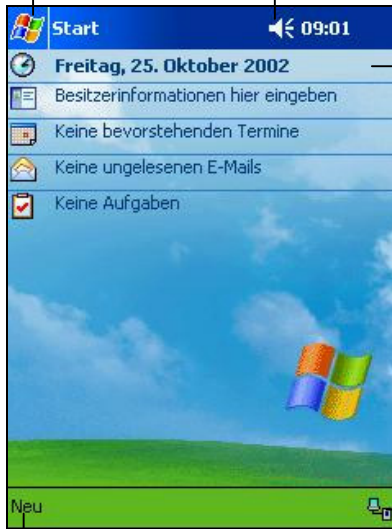 Start 09:01
Freitag, 25. Oktober 2002
Besitzerinformationen hier eingeben
Keine bevorstehenden Termine
Keine ungelesenen E-Mails
Keine Aufgaben
Neu